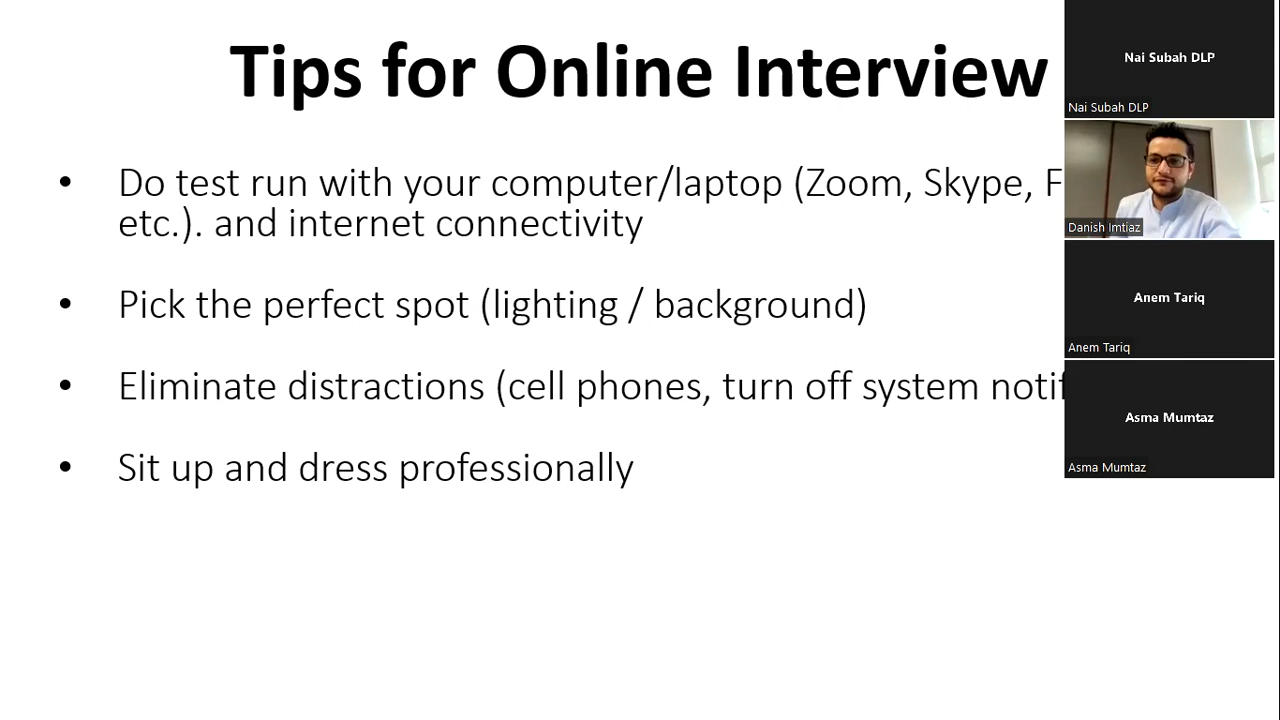 Tips for Online Interview
• Do test run with your computer/laptop (Zoom, Skype, F
etc.). and internet connectivity
• Pick the perfect spot (lighting / background)
• Eliminate distractions (cell phones, turn off system
• Sit up and dress professionally
Nai Subah DLP
Nai Subah DLP
Danish Imtiaz
Anem Tariq
Anem Tariq
Asma Mumtaz
Asma Mumtaz